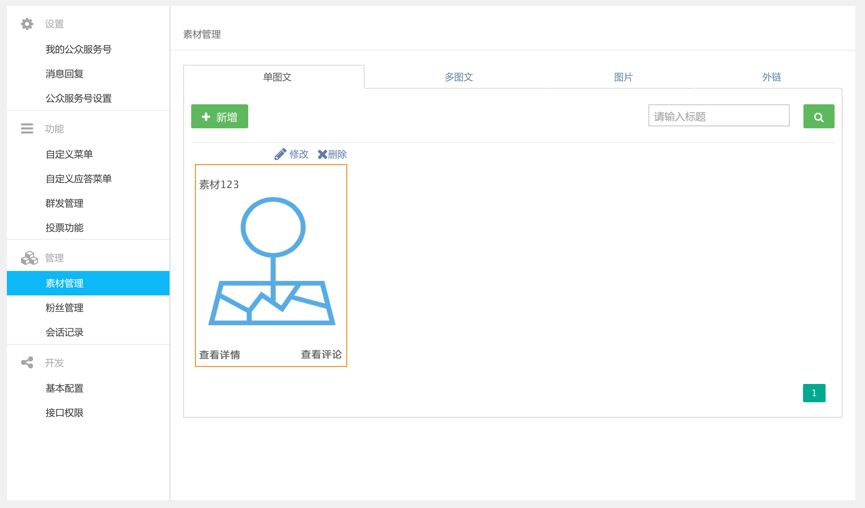 设置
我的公众服务号
消息回复
公众服务号设置
功能
自定义菜单
自定义应答菜单
群发管理
投票功能
管理
素材管理
粉丝管理
会话记录
开发
基本配置
接口权限
素材管理
单图文 多图文 图片 外链
新增 请输入标题
修改 删除
素材123
查看详情 查看评论
1